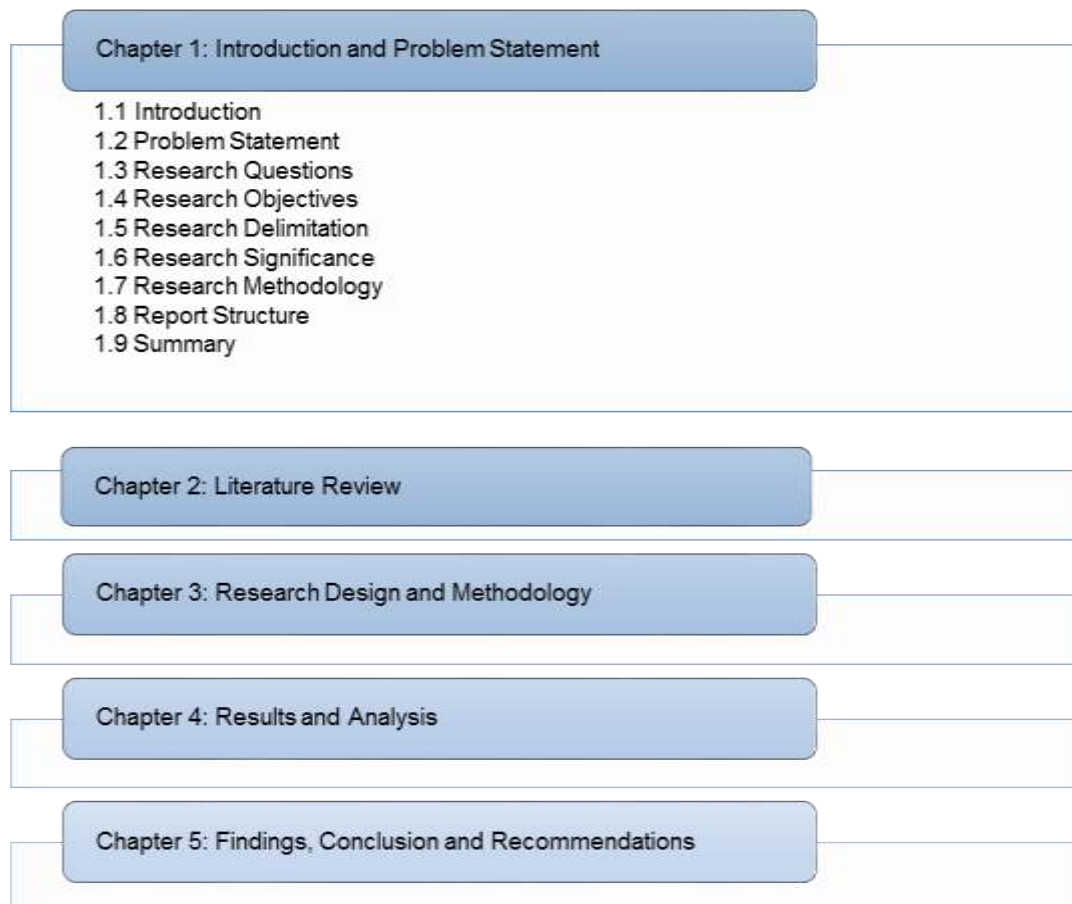 Chapter 1: Introduction and Problem Statement
1.1 Introduction
1.2 Problem Statement
1.3 Research Questions
1.4 Research Objectives
1.5 Research Delimitation
1.6 Research Significance
1.7 Research Methodology
1.8 Report Structure
1.9 Summary
Chapter 2: Literature Review
Chapter 3: Research Design and Methodology
Chapter 4: Results and Analysis
Chapter 5: Findings, Conclusion and Recommendations